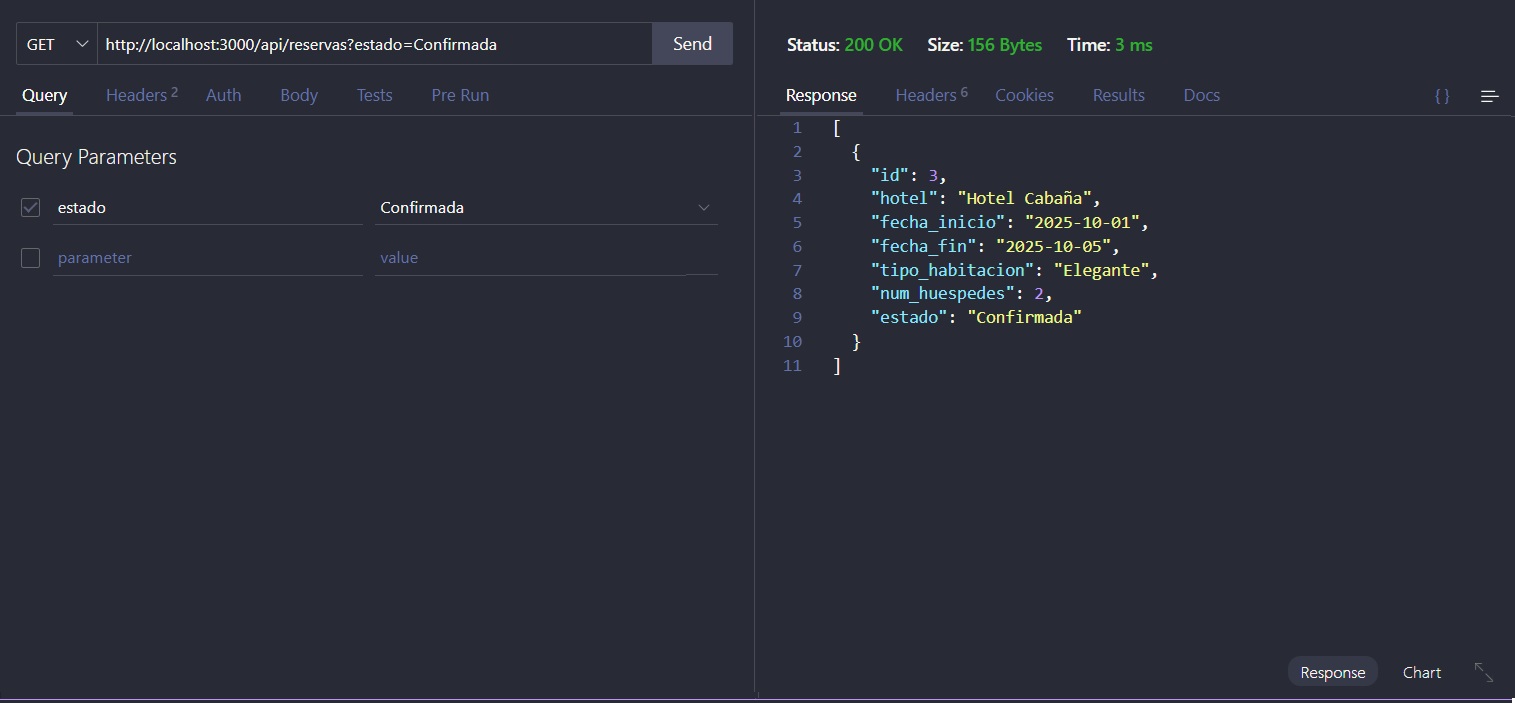 GET http://localhost:3000/api/reservas?estado=Confirmada Send
Query Headers 2 Auth Body Tests Pre Run
Query Parameters
estado Confirmada
parameter value
Status: 200 OK Size: 156 Bytes Time: 3 ms
Response Headers 6 Cookies Results Docs { }
1 [
2 {
3 "id": 3,
4 "hotel": "Hotel Cabaña",
5 "fecha_inicio": "2025-10-01",
6 "fecha_fin": "2025-10-05",
7 "tipo_habitacion": "Elegante",
8 "num_huespedes": 2,
9 "estado": "Confirmada"
10 }
11 ]
Response Chart